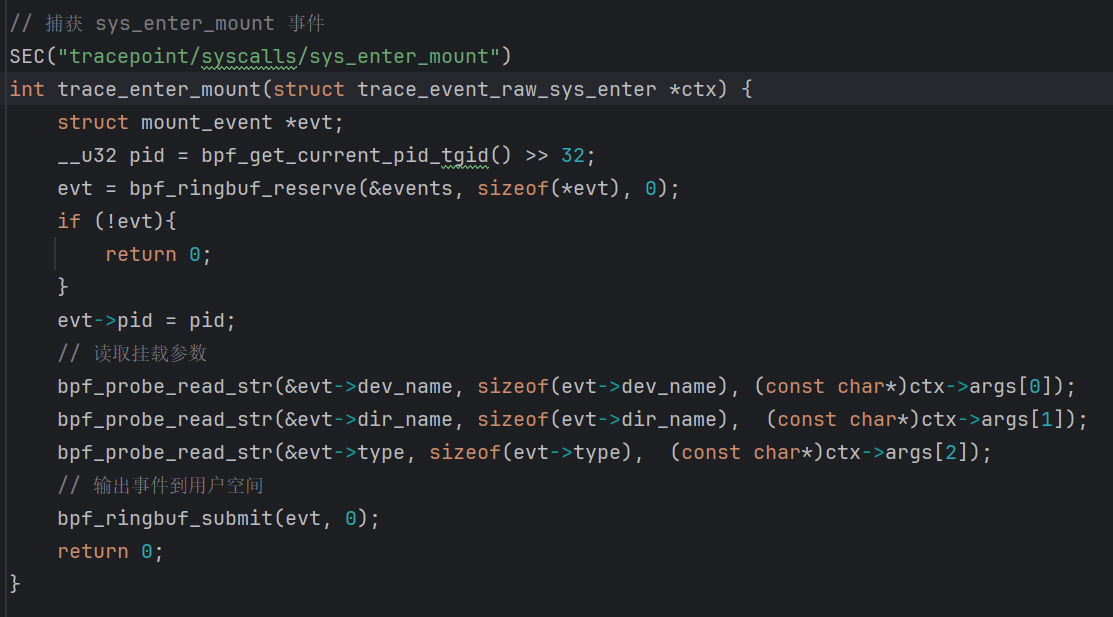 // 捕获 sys_enter_mount 事件
SEC("tracepoint/syscalls/sys_enter_mount")
int trace_enter_mount(struct trace_event_raw_sys_enter *ctx) {
    struct mount_event *evt;
    __u32 pid = bpf_get_current_pid_tgid() >> 32;
    evt = bpf_ringbuf_reserve(&events, sizeof(*evt), 0);
    if (!evt){
        return 0;
    }
    evt->pid = pid;
    // 读取挂载参数
    bpf_probe_read_str(&evt->dev_name, sizeof(evt->dev_name), (const char*)ctx->args[0]);
    bpf_probe_read_str(&evt->dir_name, sizeof(evt->dir_name),  (const char*)ctx->args[1]);
    bpf_probe_read_str(&evt->type, sizeof(evt->type),  (const char*)ctx->args[2]);
    // 输出事件到用户空间
    bpf_ringbuf_submit(evt, 0);
    return 0;
}